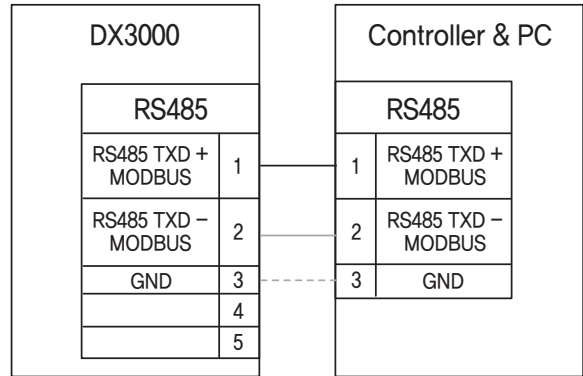 DX3000
RS485
RS485 TXD +
MODBUS
1
RS485 TXD −
MODBUS
2
GND
3
4
5
Controller & PC
RS485
1
RS485 TXD +
MODBUS
2
RS485 TXD −
MODBUS
3
GND